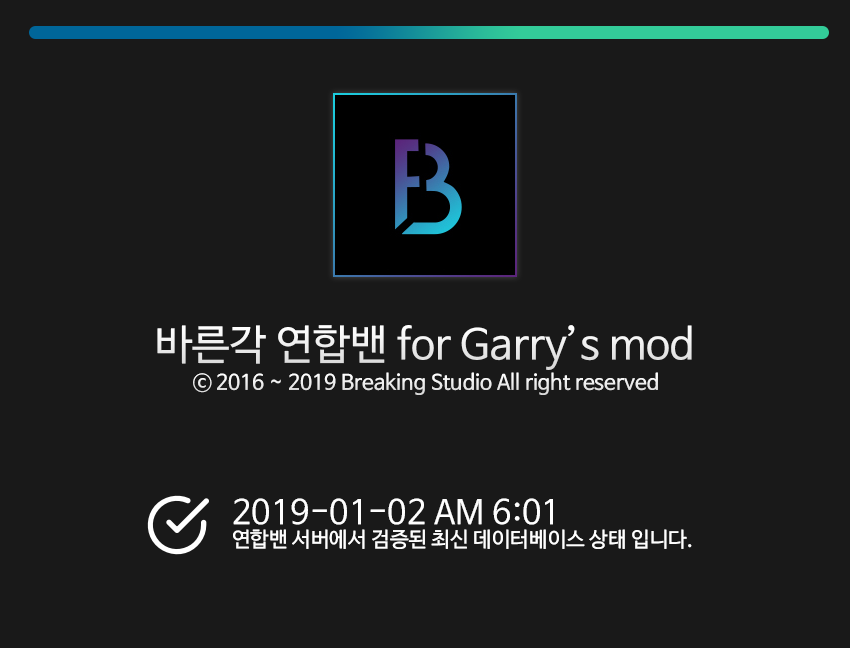 바른각 연합밴 for Garry's mod
ⓒ 2016 ~ 2019 Breaking Studio All right reserved
2019-01-02 AM 6:01
연합밴 서버에서 검증된 최신 데이터베이스 상태 입니다.